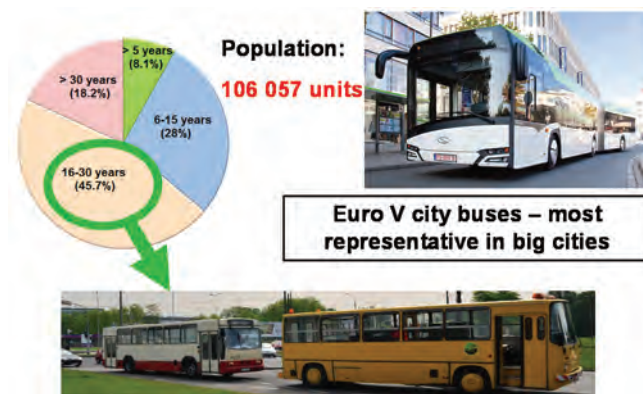 > 5 years
(8.1%)
> 30 years
(18.2%)
6-15 years
(28%)
16-30 years
(45.7%)
Population:
106 057 units
Euro V city buses – most
representative in big cities